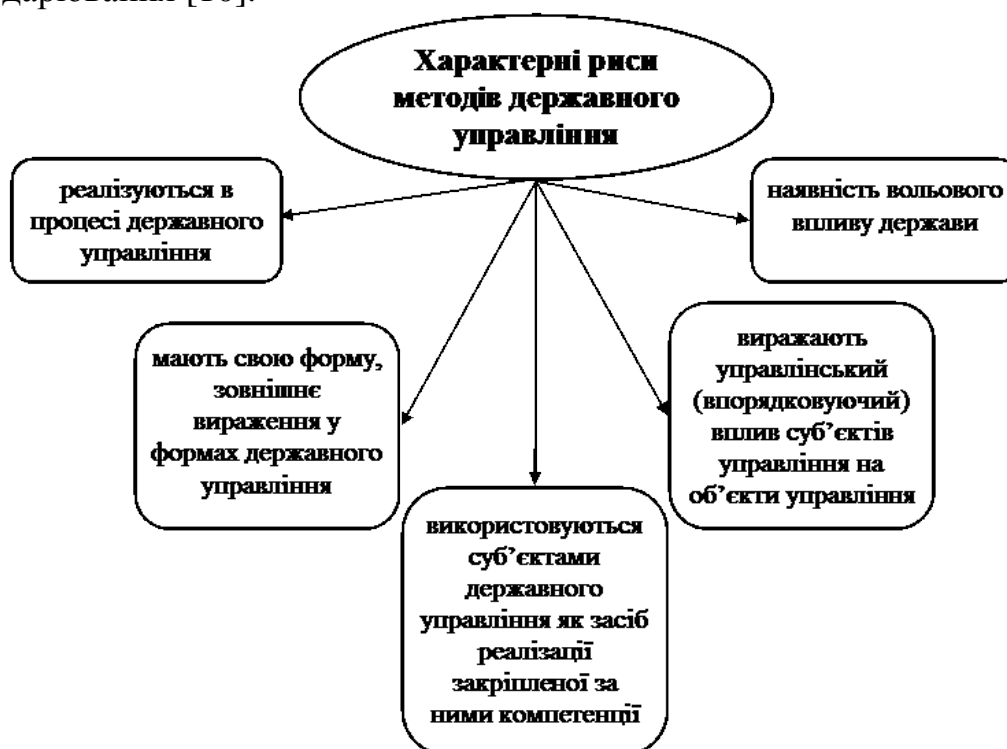 Характерні риси
методів державного
управління
реалізуються в
процесі державного
управління
наявність вольового
впливу держави
мають свою форму,
зовнішнє
вираження у
формах державного
управління
виражають
управлінський
(впорядковуючий)
вплив суб’єктів
управління на
об’єкти управління
використовуються
суб’єктами
державного
управління як засіб
реалізації
закріпленої за
ними компетенції